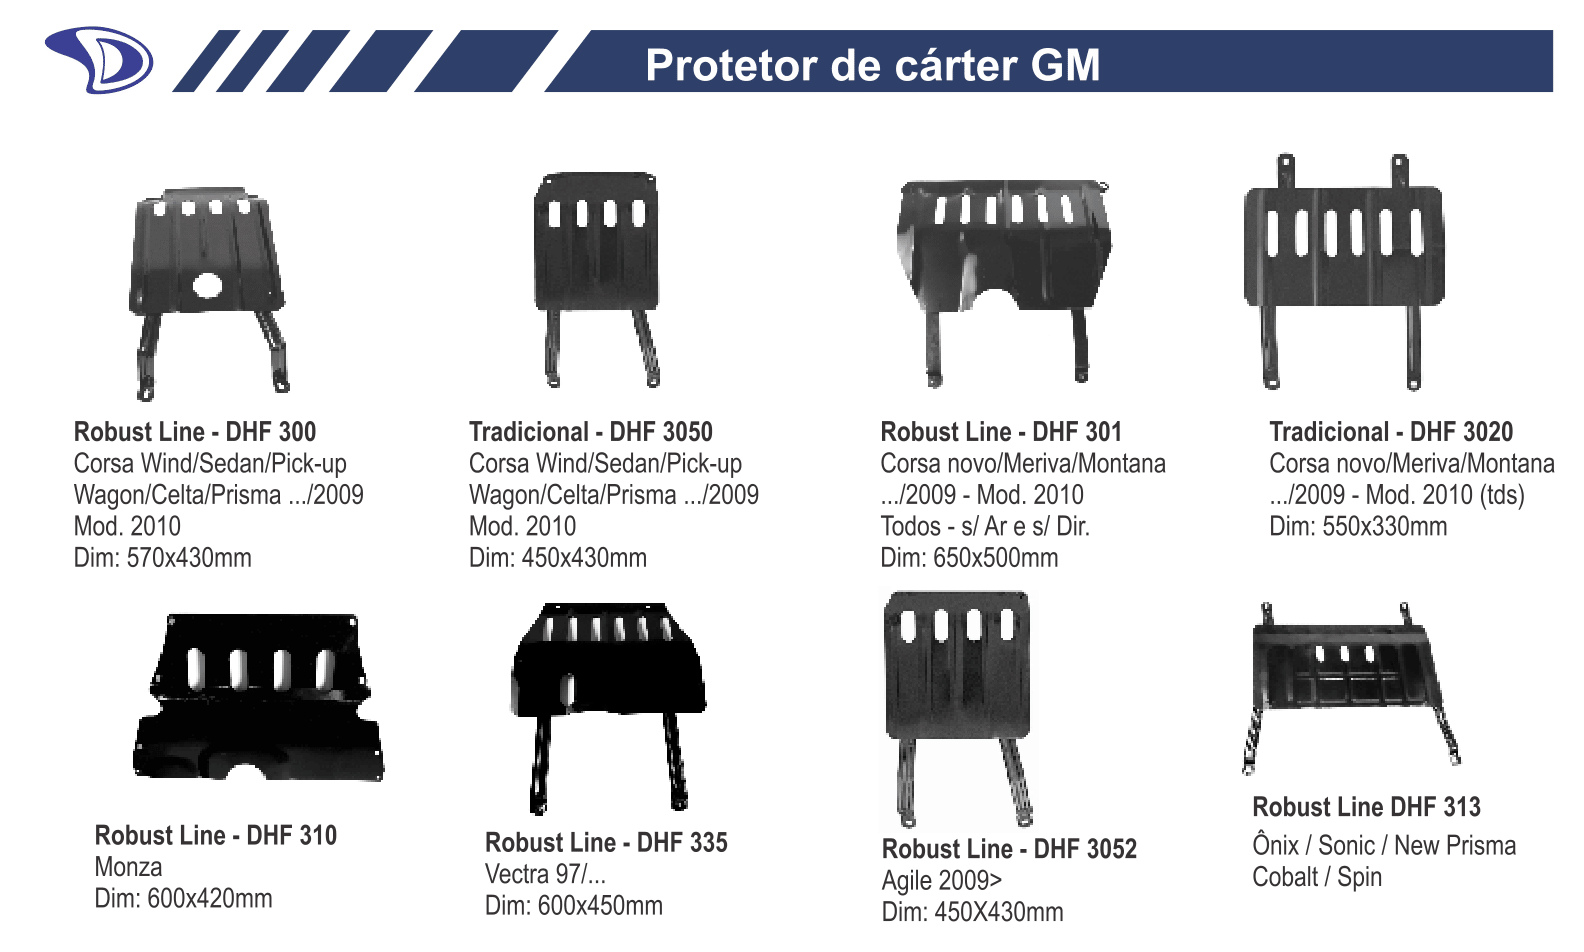 Protetor de cárter GM
Robust Line - DHF 300
Corsa Wind/Sedan/Pick-up
Wagon/Celta/Prisma .../2009
Mod. 2010
Dim: 570x430mm
Tradicional - DHF 3050
Corsa Wind/Sedan/Pick-up
Wagon/Celta/Prisma .../2009
Mod. 2010
Dim: 450x430mm
Robust Line - DHF 301
Corsa novo/Meriva/Montana
.../2009 - Mod. 2010
Todos - s/ Ar e s/ Dir.
Dim: 650x500mm
Tradicional - DHF 3020
Corsa novo/Meriva/Montana
.../2009 - Mod. 2010 (tds)
Dim: 550x330mm
Robust Line - DHF 310
Monza
Dim: 600x420mm
Robust Line - DHF 335
Vectra 97/...
Dim: 600x450mm
Robust Line - DHF 3052
Agile 2009>
Dim: 450X430mm
Robust Line DHF 313
Ônix / Sonic / New Prisma
Cobalt / Spin